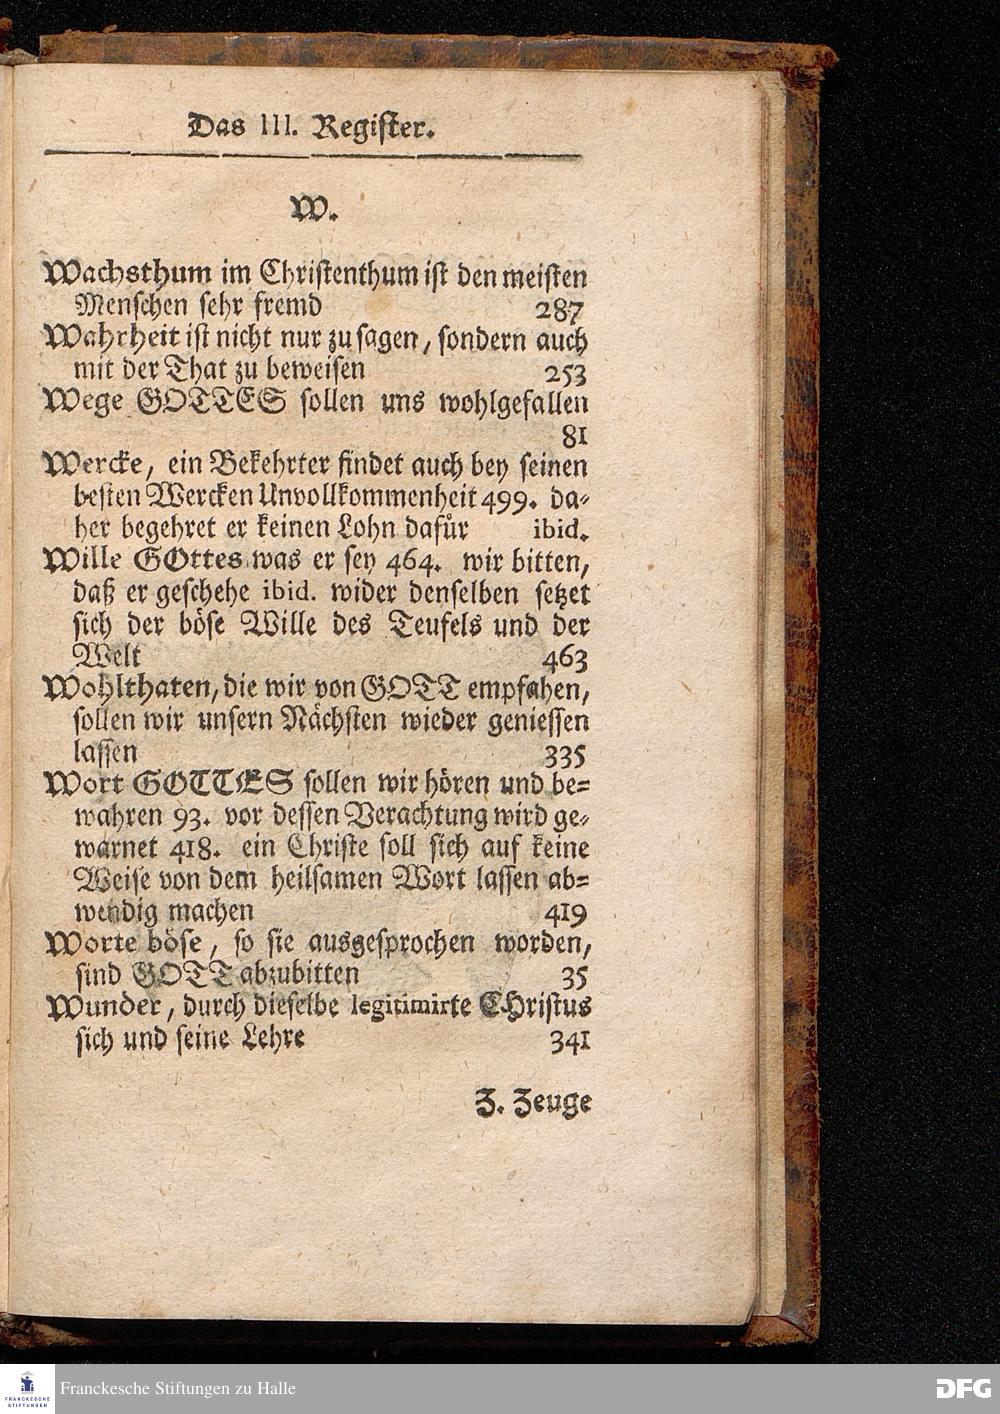 Das III. Register.
W.
Wachsthum im Christenthum ist den meisten
Menschen sehr fremd 287
Wahrheit ist nicht nur zu sagen, sondern auch
mit der That zu beweisen 253
Wege GOTTES sollen uns wohlgefallen
81
Wercke, ein Bekehrter findet auch bey seinen
besten Wercken Unvollkommenheit 499. da-
her begehret er keinen Lohn dafür ibid.
Wille GOttes was er sey 464. wir bitten,
daß er geschehe ibid. wider denselben setzet
sich der böse Wille des Teufels und der
Welt 463
Wohlthaten, die wir von GOTT empfahen,
sollen wir unsern Nächsten wieder geniessen
lassen 335
Wort GOTTES sollen wir hören und be-
wahren 93. vor dessen Verachtung wird ge-
warnet 418. ein Christe soll sich auf keine
Weise von dem heilsamen Wort lassen ab-
wendig machen 419
Worte böse, so sie ausgesprochen worden,
sind GOTT abzubitten 35
Wunder, durch dieselbe legitimirte CHristus
sich und seine Lehre 341
Z. Zeuge
FRANCKESCHE
STIFTUNGEN
Franckesche Stiftungen zu Halle
DFG